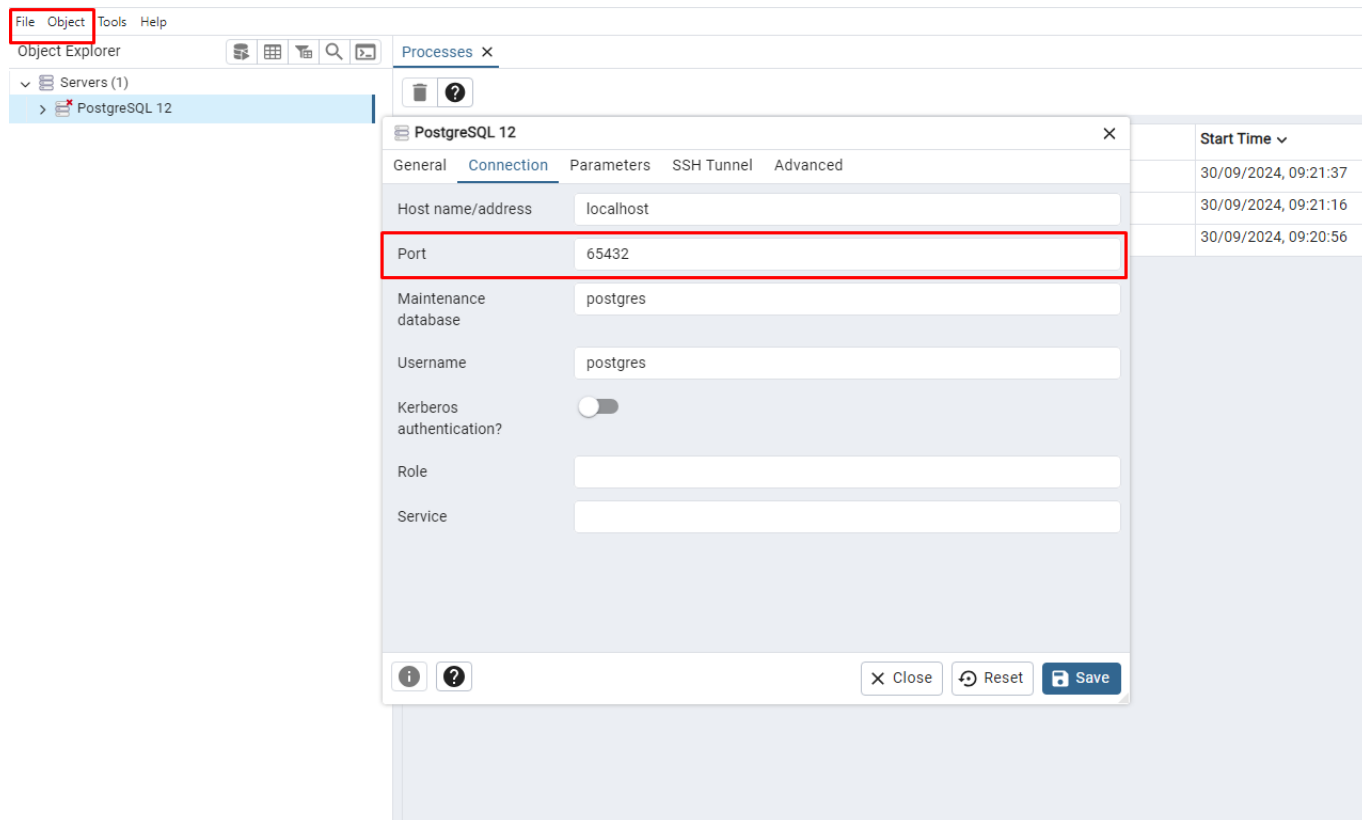 File Object Tools Help
Object Explorer
Processes
Servers (1)
PostgreSQL 12
PostgreSQL 12
Start Time
General Connection Parameters SSH Tunnel Advanced
30/09/2024, 09:21:37
Host name/address localhost
30/09/2024, 09:21:16
Port 65432
30/09/2024, 09:20:56
Maintenance
database
postgres
Username postgres
Kerberos
authentication?
Role
Service
Close Reset Save